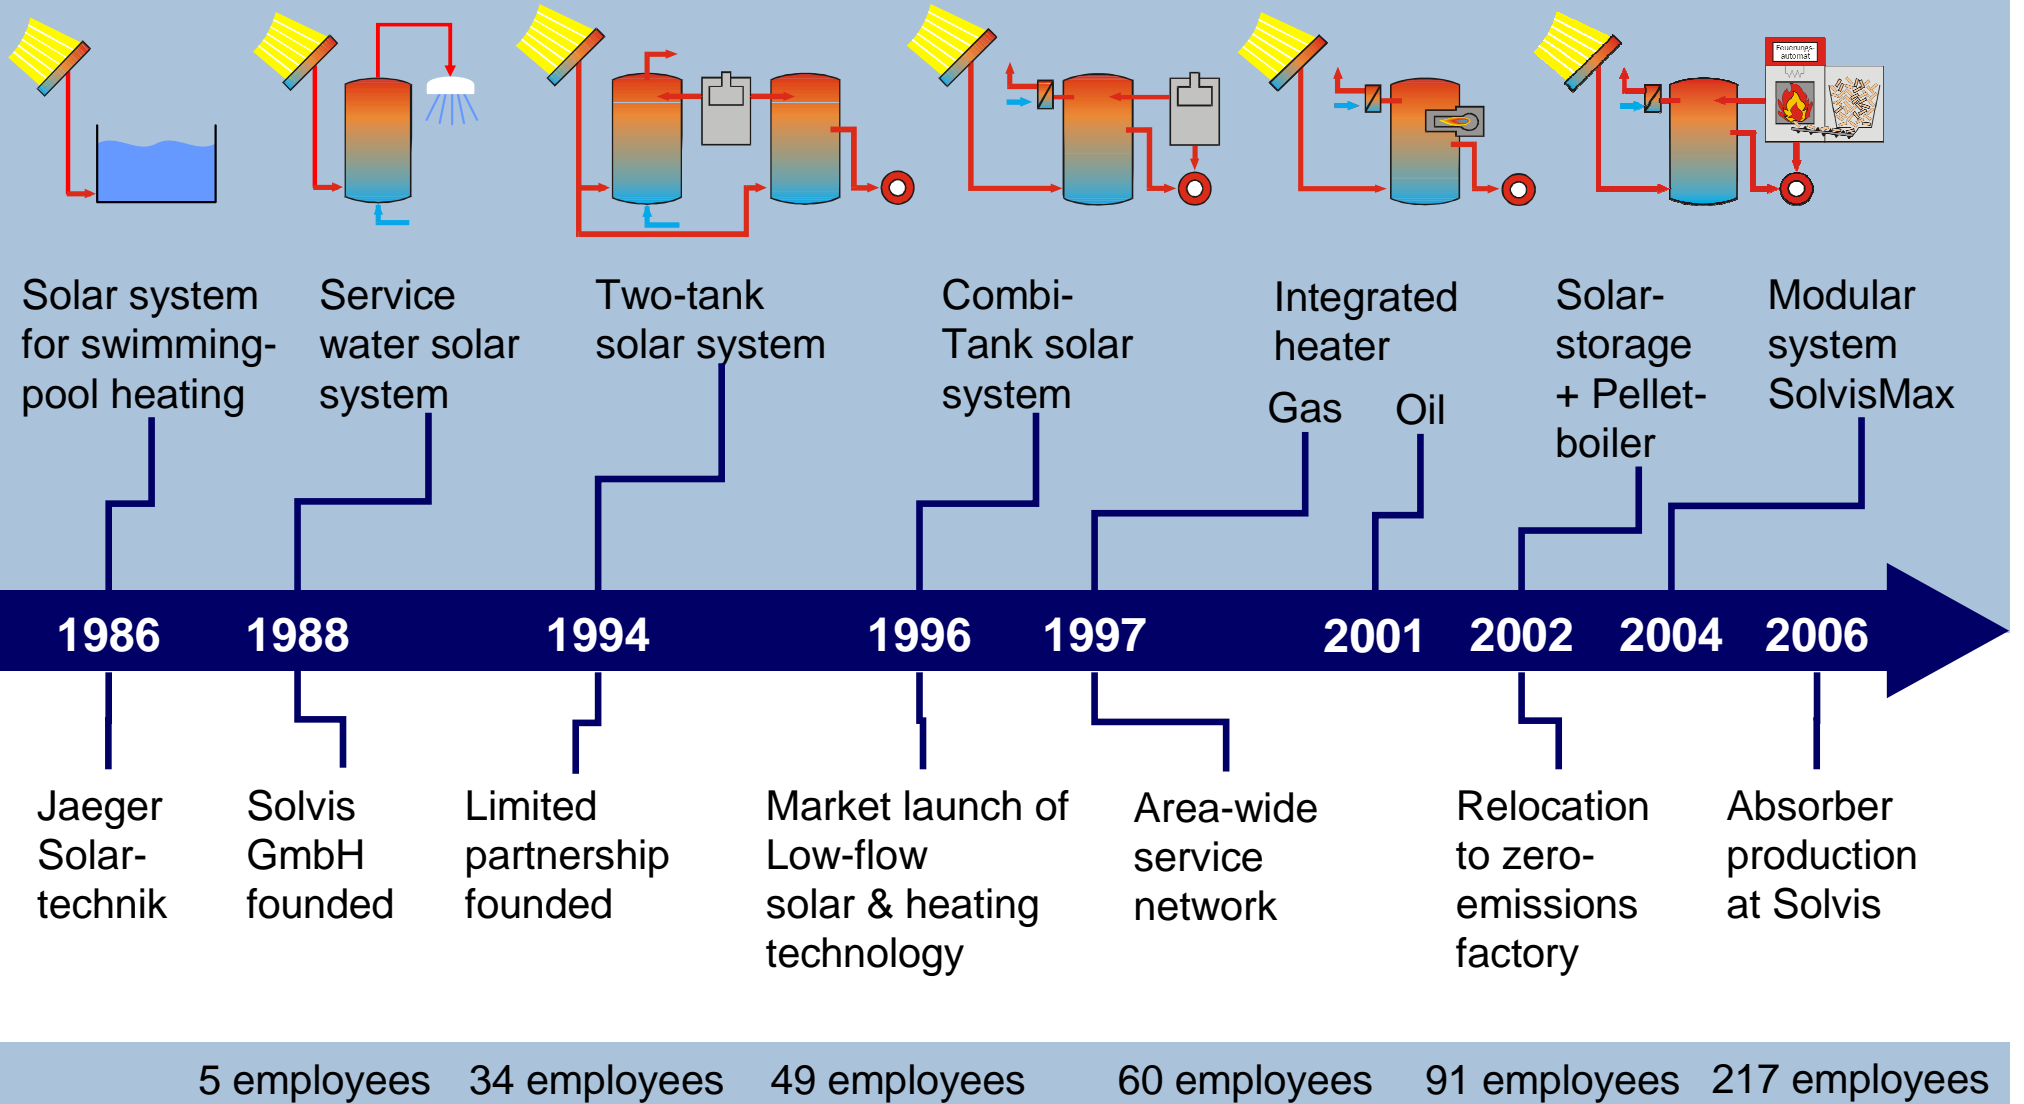 Feuerungs-
automat
Solar system
for swimming-
pool heating
Service
water solar
system
Two-tank
solar system
Combi-
Tank solar
system
Integrated
heater
Gas
Oil
Solar-
storage
+ Pellet-
boiler
Modular
system
SolvisMax
1986
1988
1994
1996
1997
2001
2002
2004
2006
Jaeger
Solar-
technik
Solvis
GmbH
founded
Limited
partnership
founded
Market launch of
Low-flow
solar & heating
technology
Area-wide
service
network
Relocation
to zero-
emissions
factory
Absorber
production
at Solvis
5 employees
34 employees
49 employees
60 employees
91 employees
217 employees